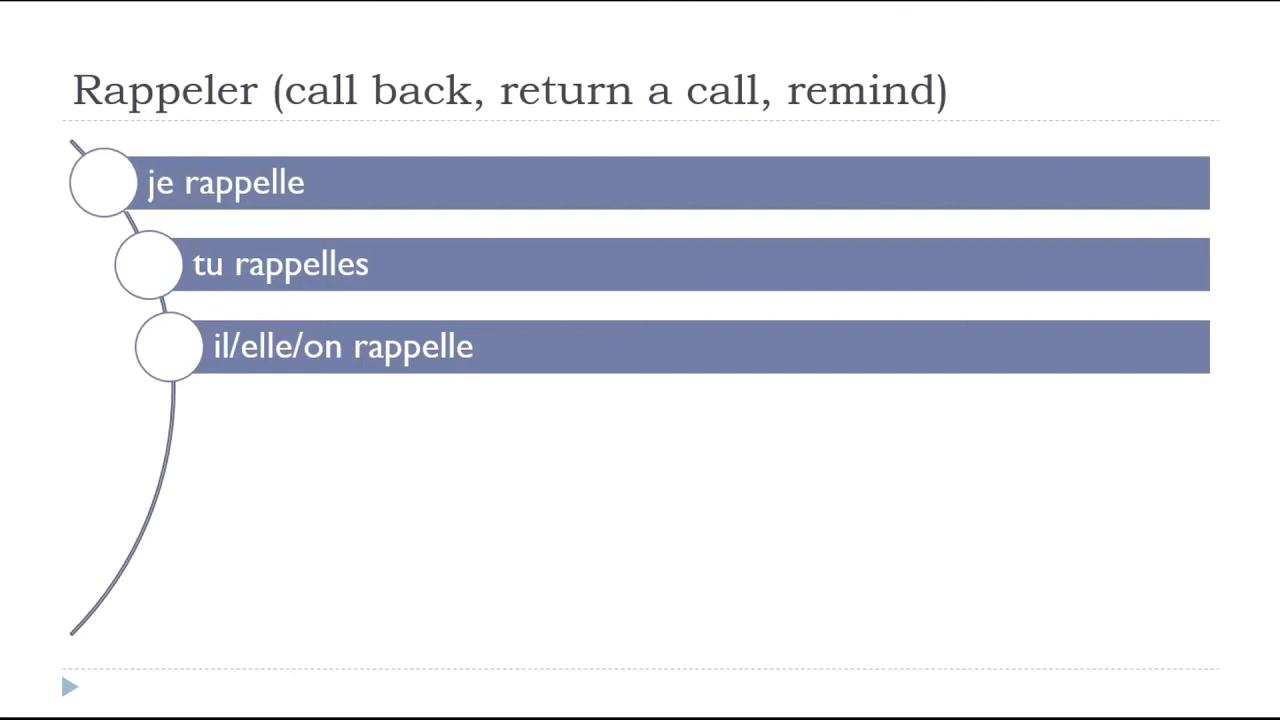 Rappeler (call back, return a call, remind)
je rappelle
tu rappelles
il/elle/on rappelle